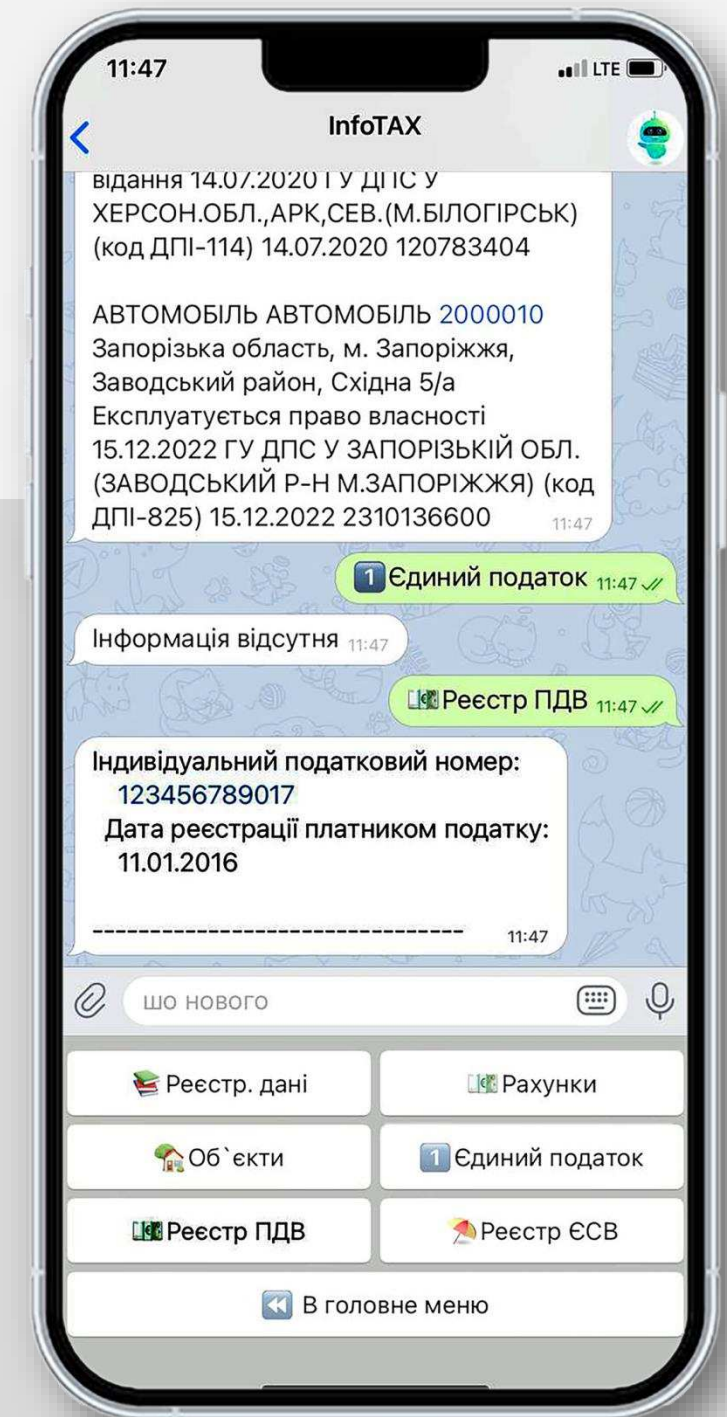 11:47
LTE
InfoTAX
видання 14.07.2020 ГУ ДПС У
ХЕРСОН.ОБЛ.,АРК,СЕВ.(М.БІЛОГІРСЬК)
(код ДПІ-114) 14.07.2020 120783404
АВТОМОБІЛЬ АВТОМОБІЛЬ 2000010
Запорізька область, м. Запоріжжя,
Заводський район, Східна 5/а
Експлуатується право власності
15.12.2022 ГУ ДПС У ЗАПОРІЗЬКІЙ ОБЛ.
(ЗАВОДСЬКИЙ Р-Н М.ЗАПОРІЖЖЯ) (код
ДПІ-825) 15.12.2022 2310136600 11:47
1 Єдиний податок 11:47
Інформація відсутня 11:47
Реєстр ПДВ 11:47
Індивідуальний податковий номер:
123456789017
Дата реєстрації платником податку:
11.01.2016
-------------------------------- 11:47
шо нового
Реєстр. дані
Рахунки
Об`єкти
1 Єдиний податок
Реєстр ПДВ
Реєстр ЄСВ
В головне меню